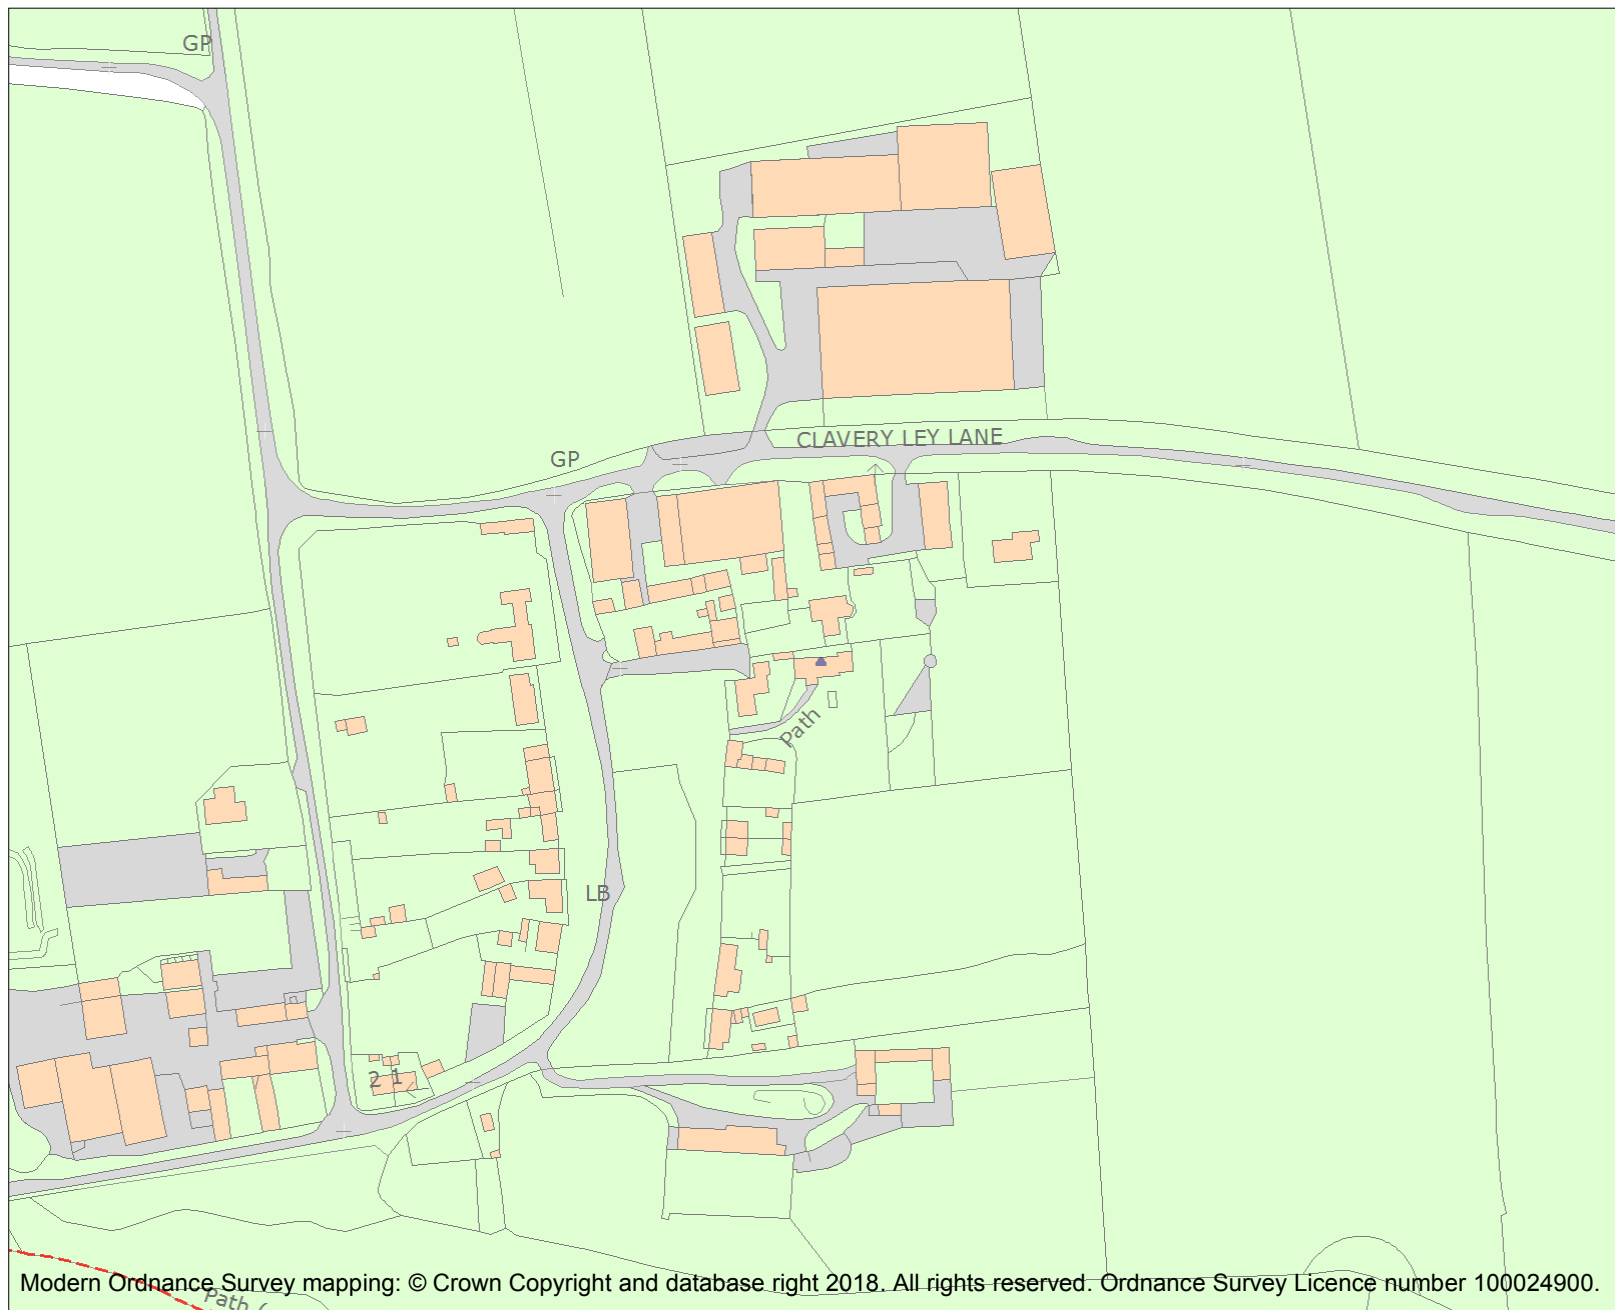 GP
CLAVERY LEY LANE
GP
Path
LB
2 1
Modern Ordnance Survey mapping: © Crown Copyright and database right 2018. All rights reserved. Ordnance Survey Licence number 100024900.
Path (